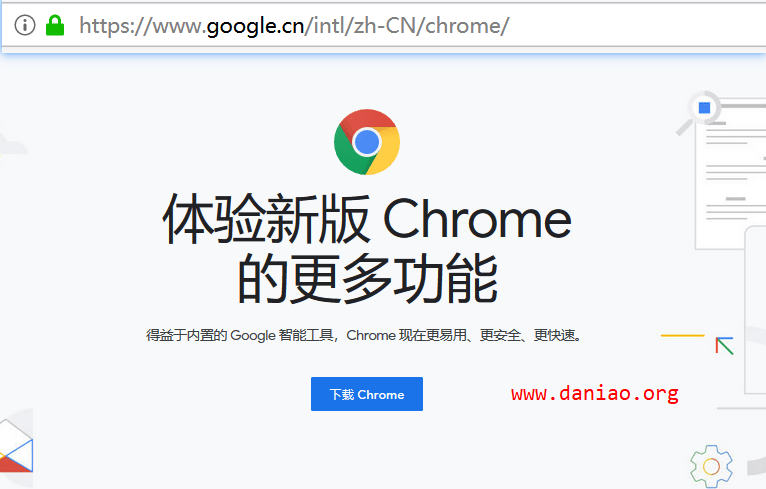 https://www.google.cn/intl/zh-CN/chrome/
体验新版 Chrome
的更多功能
得益于内置的 Google 智能工具，Chrome 现在更易用、更安全、更快速。
下载 Chrome
www.daniao.org